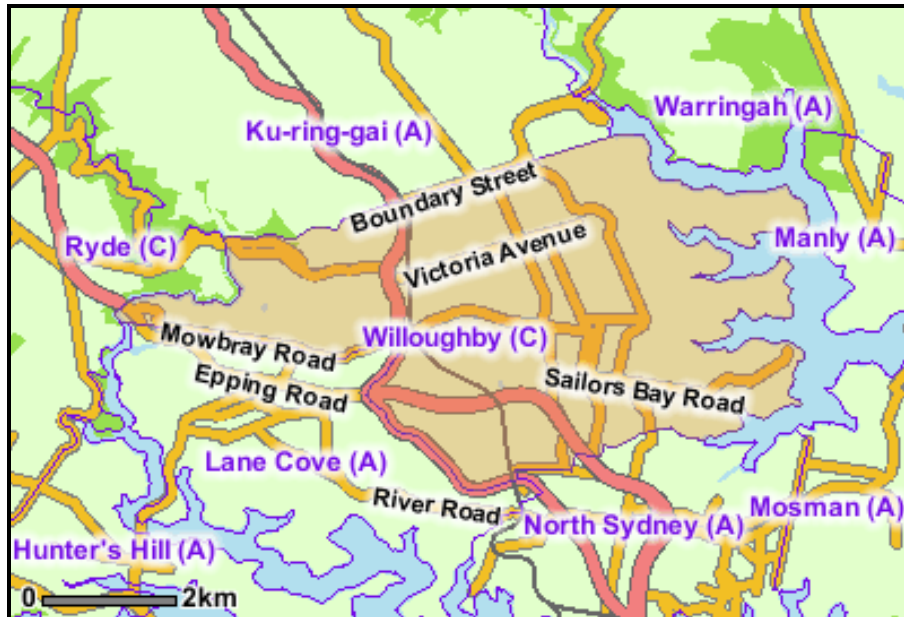 Warringah (A)
Ku-ring-gai (A)
Boundary Street
Victoria Avenue
Ryde (C)
Manly (A)
Mowbray Road
Willoughby (C)
Epping Road
Sailors Bay Road
Lane Cove (A)
River Road
North Sydney (A)
Mosman (A)
Hunter's Hill (A)
0 2km